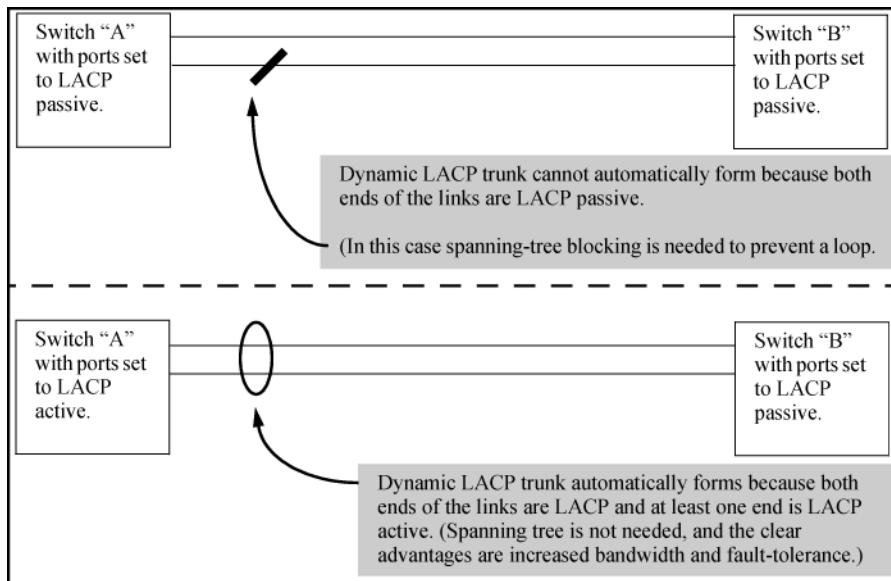 Switch “A”
with ports set
to LACP
passive.
Switch “B”
with ports set
to LACP
passive.
Dynamic LACP trunk cannot automatically form because both
ends of the links are LACP passive.
(In this case spanning-tree blocking is needed to prevent a loop.
Switch “A”
with ports set
to LACP
active.
Switch “B”
with ports set
to LACP
passive.
Dynamic LACP trunk automatically forms because both
ends of the links are LACP and at least one end is LACP
active. (Spanning tree is not needed, and the clear
advantages are increased bandwidth and fault-tolerance.)